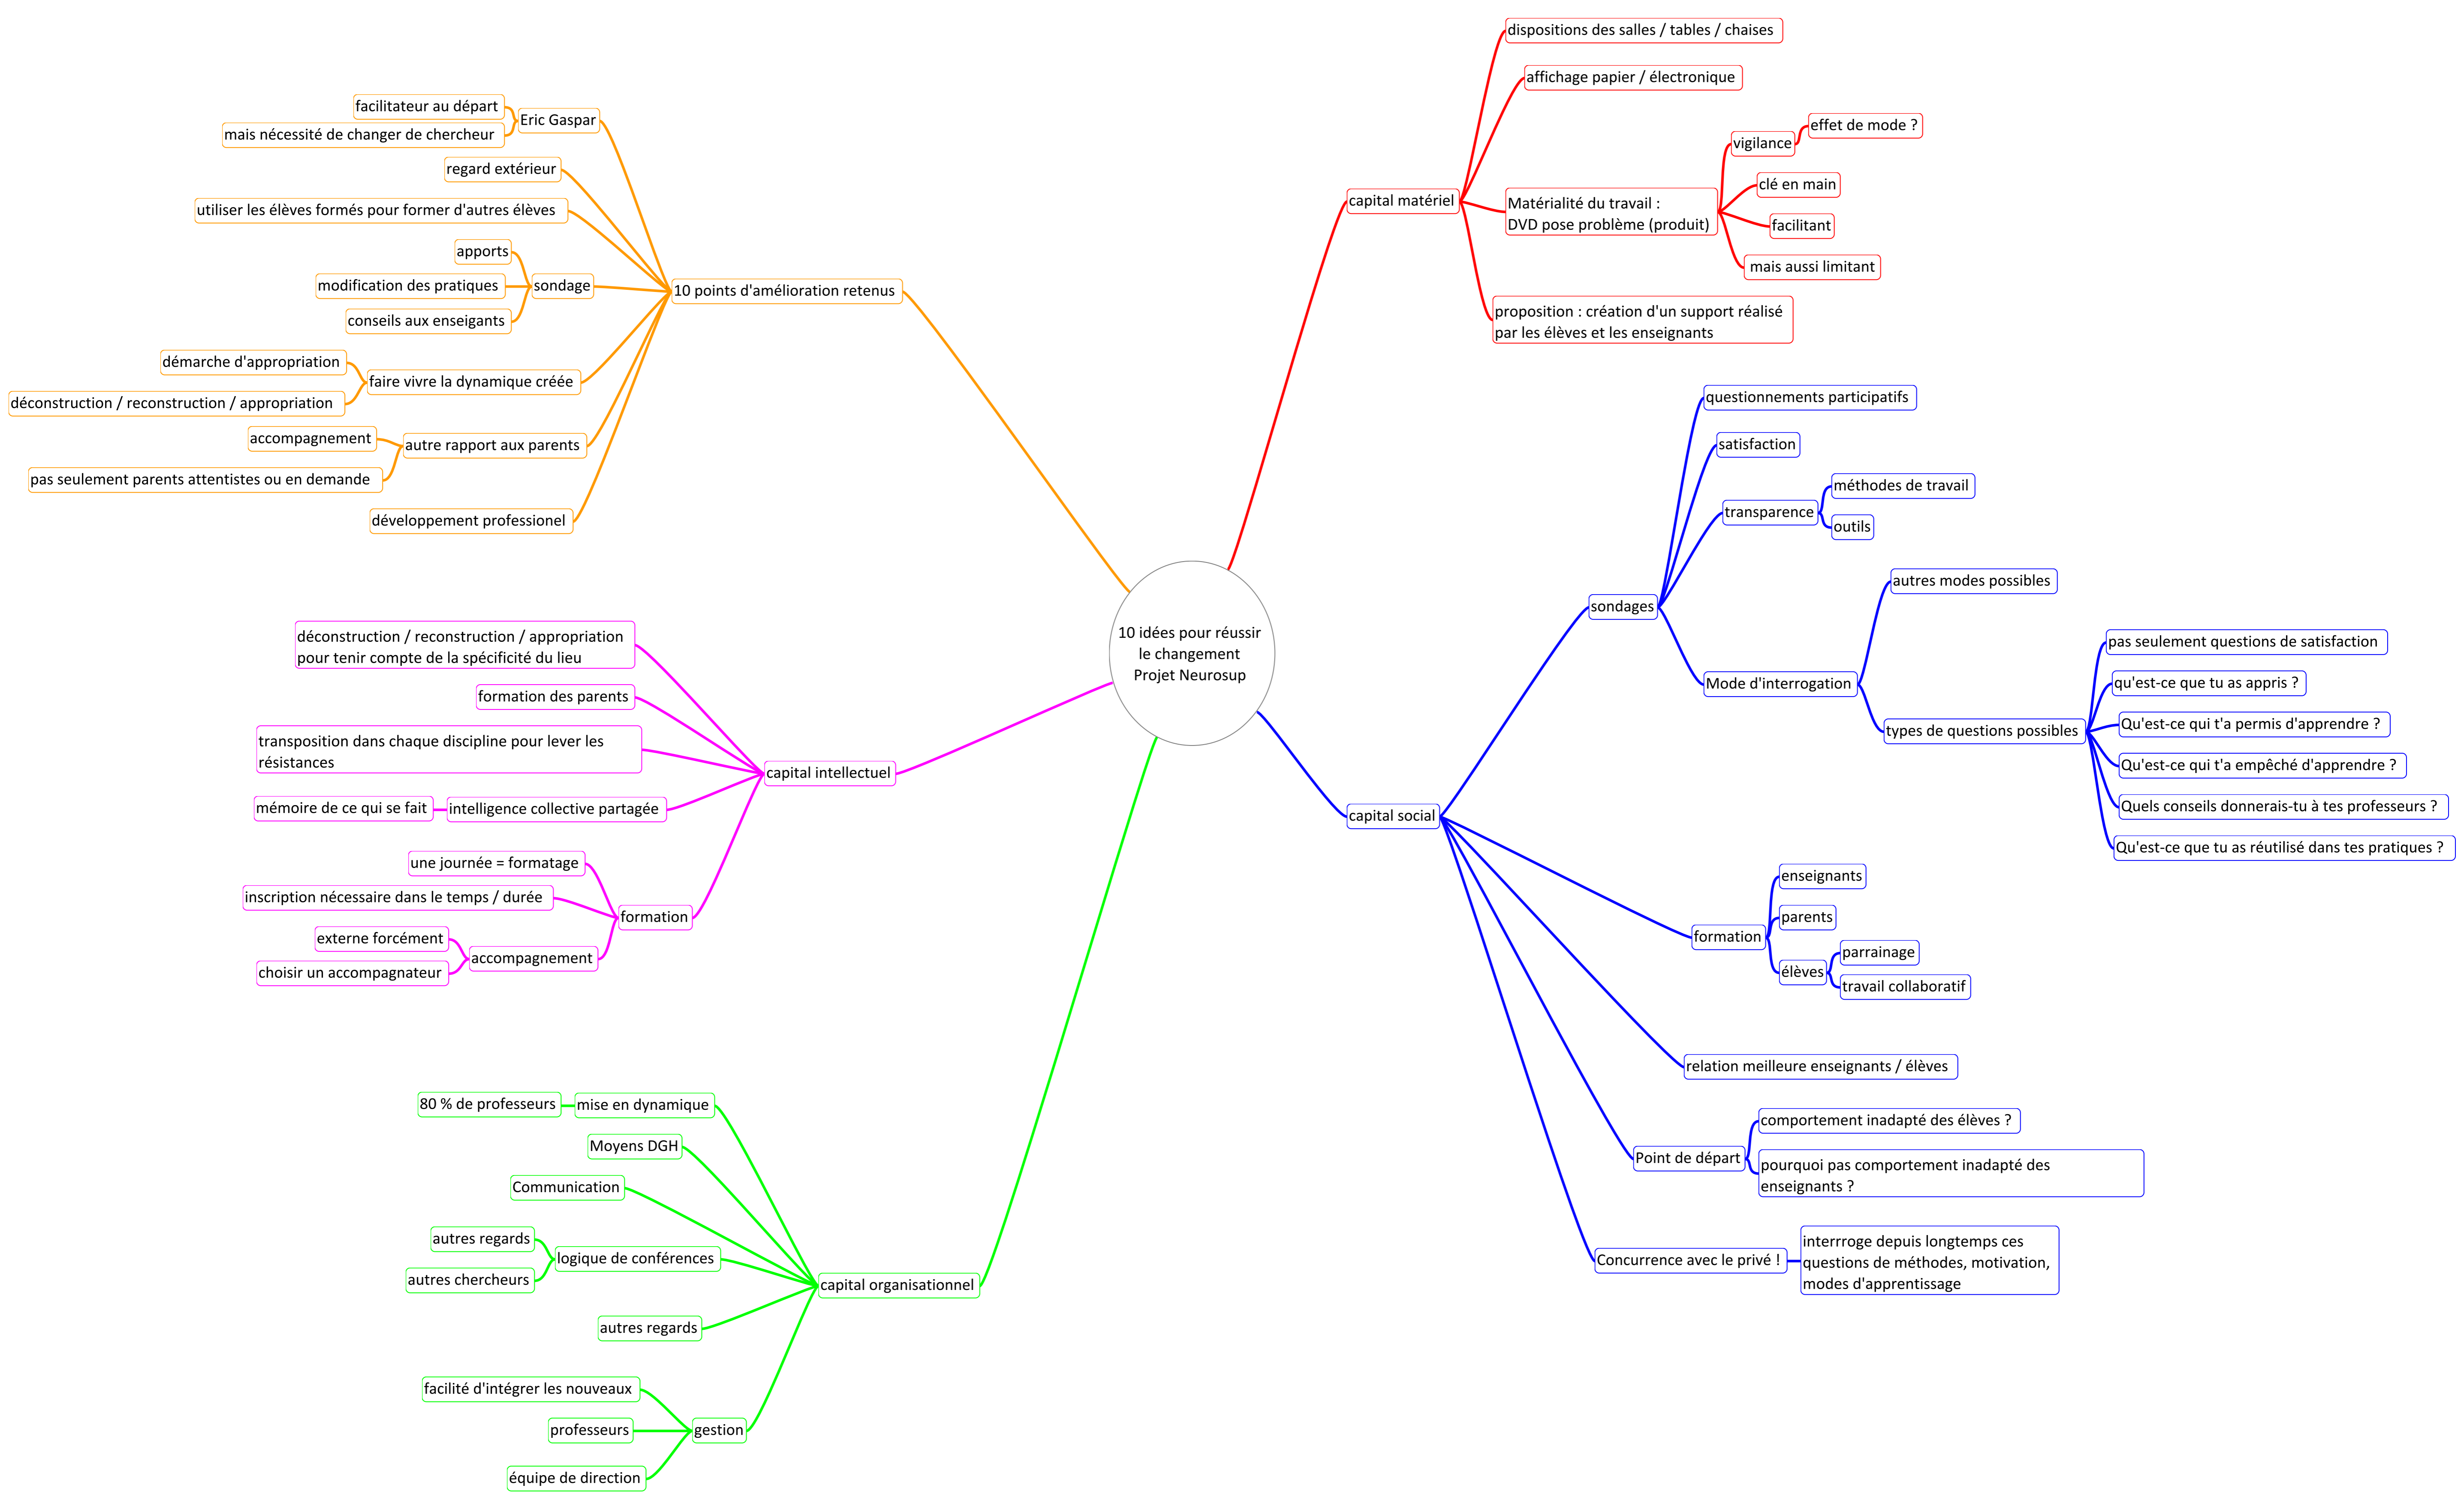 10 idées pour réussir
le changement
Projet Neurosup
capital matériel
dispositions des salles / tables / chaises
affichage papier / électronique
Matérialité du travail :
DVD pose problème (produit)
vigilance
effet de mode ?
clé en main
facilitant
mais aussi limitant
proposition : création d'un support réalisé
par les élèves et les enseignants
capital social
sondages
questionnements participatifs
satisfaction
transparence
méthodes de travail
outils
Mode d'interrogation
autres modes possibles
types de questions possibles
pas seulement questions de satisfaction
qu'est-ce que tu as appris ?
Qu'est-ce qui t'a permis d'apprendre ?
Qu'est-ce qui t'a empêché d'apprendre ?
Quels conseils donnerais-tu à tes professeurs ?
Qu'est-ce que tu as réutilisé dans tes pratiques ?
formation
enseignants
parents
élèves
parrainage
travail collaboratif
relation meilleure enseignants / élèves
Point de départ
comportement inadapté des élèves ?
pourquoi pas comportement inadapté des
enseignants ?
Concurrence avec le privé !
interrroge depuis longtemps ces
questions de méthodes, motivation,
modes d'apprentissage
10 points d'amélioration retenus
Eric Gaspar
facilitateur au départ
mais nécessité de changer de chercheur
regard extérieur
utiliser les élèves formés pour former d'autres élèves
sondage
apports
modification des pratiques
conseils aux enseigants
faire vivre la dynamique créée
démarche d'appropriation
déconstruction / reconstruction / appropriation
autre rapport aux parents
accompagnement
pas seulement parents attentistes ou en demande
développement professionel
capital intellectuel
déconstruction / reconstruction / appropriation
pour tenir compte de la spécificité du lieu
formation des parents
transposition dans chaque discipline pour lever les
résistances
intelligence collective partagée
mémoire de ce qui se fait
formation
une journée = formatage
inscription nécessaire dans le temps / durée
accompagnement
externe forcément
choisir un accompagnateur
capital organisationnel
mise en dynamique
80 % de professeurs
Moyens DGH
Communication
logique de conférences
autres regards
autres chercheurs
autres regards
gestion
facilité d'intégrer les nouveaux
professeurs
équipe de direction